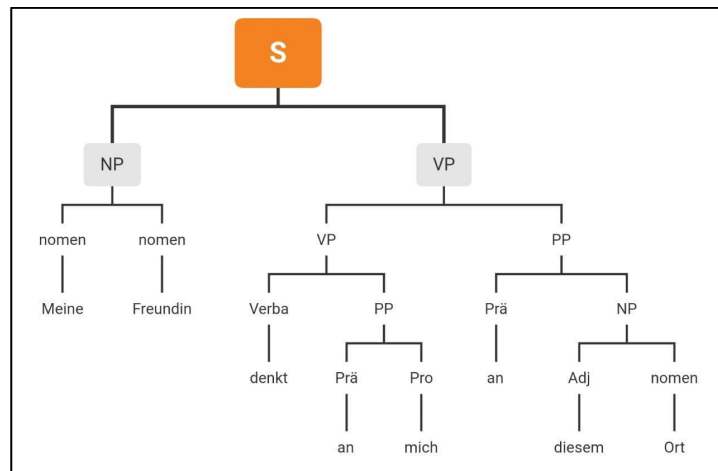 S
NP VP
nomen nomen VP PP
Meine Freundin Verba PP Prä NP
denkt Prä Pro an Adj nomen
an mich diesem Ort